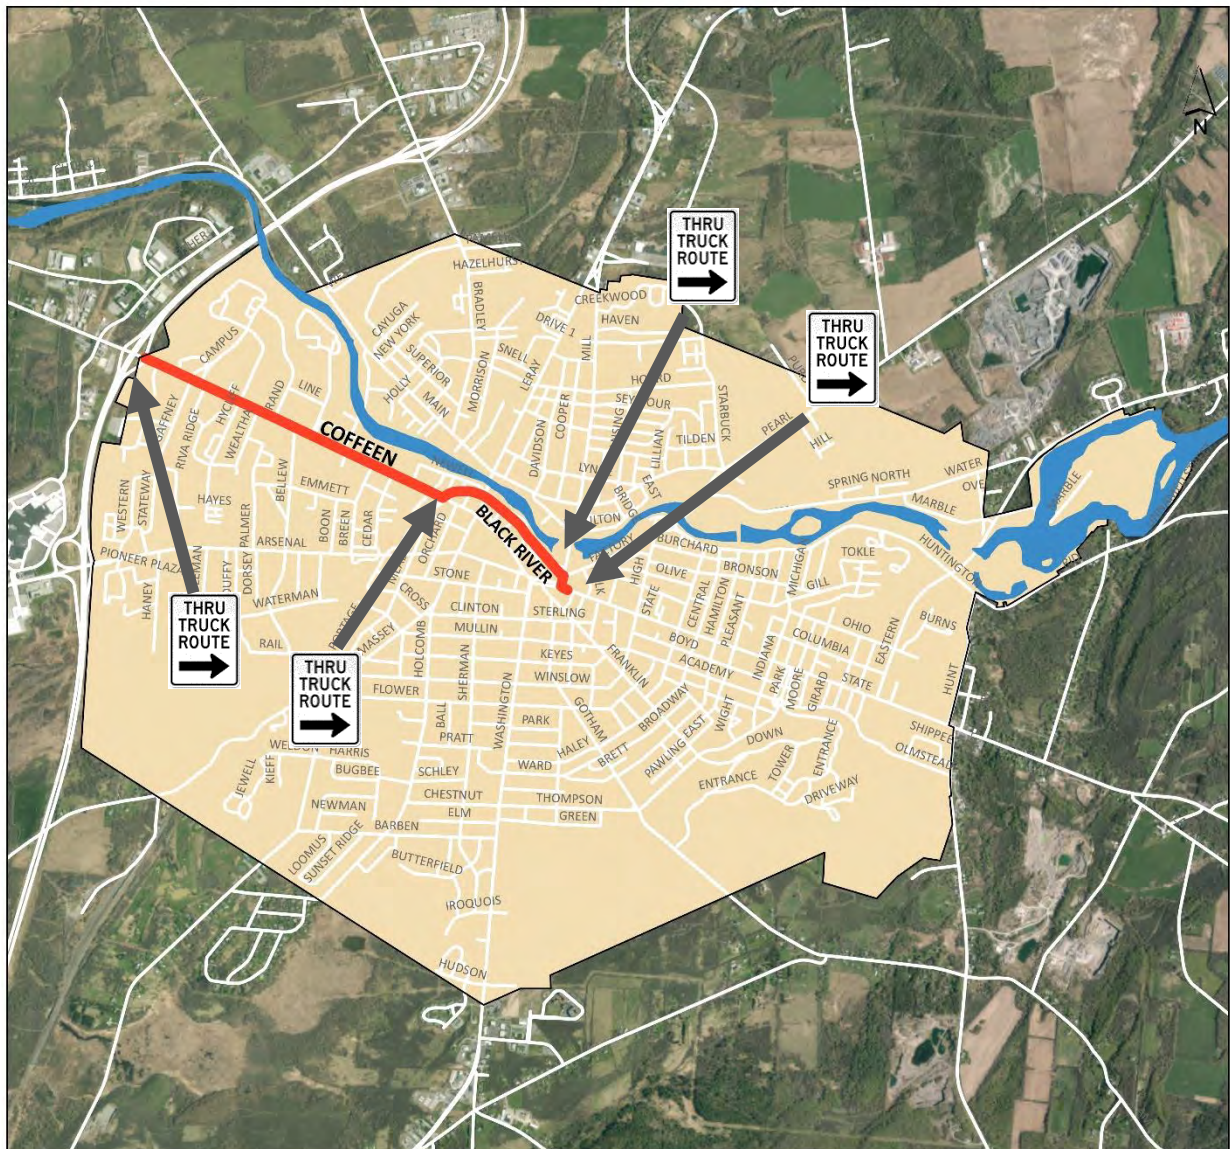 N
HAZELHURST
THRU
TRUCK
ROUTE
CREEKWOOD
HAVEN
BRADLEY
DRIVE 1
MILL
CAYUGA
NEW YORK
SUPERIOR
SNELL
LERAY
MORRISON
HOLLY
MAIN
THRU
TRUCK
ROUTE
CAMPUS
STARBUCK
PEARL
HILL
TILDEN
LILLIAN
COOPER
DAVIDSON
LYN
EAST
BRIDGE
LINE
GAFFNEY
RIVA RIDGE
COFFEEN
BELLEW
EMMETT
HAYES
WESTERN
STATEWAY
BOON
BREEN
CEDAR
ORCHARD
BLACK RIVER
SPRING NORTH
WATER
MARBLE
MARBLE
HUNTINGTON
FACTORY
BURCHARD
BRONSON
TOKLE
GILL
OLIVE
HIGH
STATE
CENTRAL
HAMILTON
PLEASANT
PIONEER PLAZA
ARSENAL
PALMER
DORSEY
HANEY
WATERMAN
STONE
CROSS
MASSEY
RAIL
CLINTON
MULLIN
STERLING
KEYES
WINSLOW
FRANKLIN
BOYD
ACADEMY
COLUMBIA
OHIO
EASTERN
BURNS
HUNT
INDIANA
PARK
MOORE
GIRARD
STATE
THRU
TRUCK
ROUTE
THRU
TRUCK
ROUTE
HOLCOMB
SHERMAN
WASHINGTON
FLOWER
BALL
PRATT
PARK
GOTHAM
HALEY
BRETT
BROADWAY
PAWLING EAST
WIGHT
DOWN
TOWER
ENTRANCE
ENTRANCE
DRIVEWAY
SHIPPEE
OLMSTEAD
HARRIS
BUGBEE
JEWELL
KIEFF
SCHLEY
WARD
CHESTNUT
THOMPSON
ELM
GREEN
NEWMAN
BARBEN
LOOMUS
SUNSET RIDGE
BUTTERFIELD
IROQUOIS
HUDSON